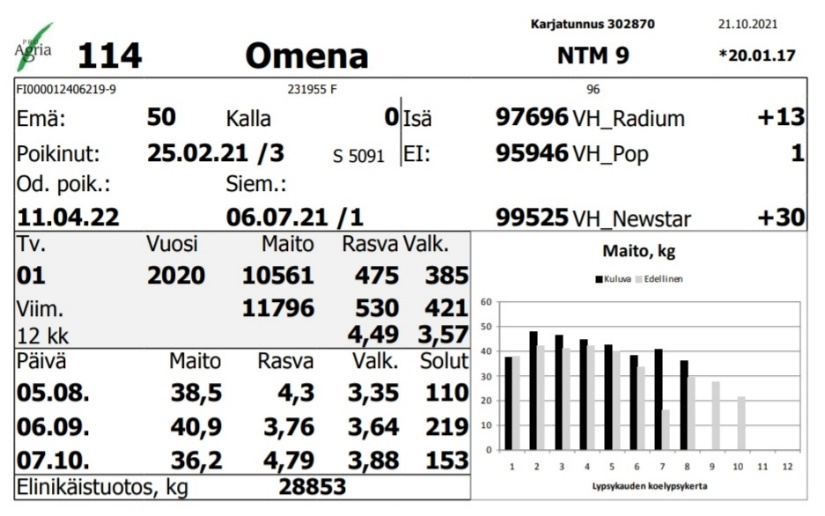 PRO
Agria
114
Omena
Karjatunnus 302870
21.10.2021
NTM 9
*20.01.17
FI000012406219-9 231955 F 96
Emä: 50 Kalla 0 Isä 97696 VH_Radium +13
Poikinut: 25.02.21 /3 S 5091 EI: 95946 VH_Pop 1
Od. poik.: Siem.:
11.04.22 06.07.21 /1 99525 VH_Newstar +30
Tv. Vuosi Maito Rasva Valk.
01 2020 10561 475 385
Viim. 11796 530 421
12 kk 4,49 3,57
Päivä Maito Rasva Valk. Solut
05.08. 38,5 4,3 3,35 110
06.09. 40,9 3,76 3,64 219
07.10. 36,2 4,79 3,88 153
Elinikäistuotos, kg 28853
Maito, kg
Kuluva Edellinen
60
50
40
30
20
10
0
1 2 3 4 5 6 7 8 9 10 11 12
Lypsykauden koelypsykerta